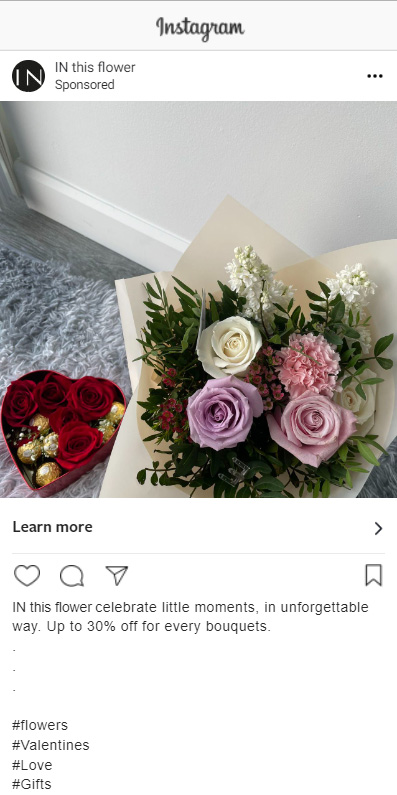 Instagram
IN
IN this flower
Sponsored
Learn more
IN this flower celebrate little moments, in unforgettable
way. Up to 30% off for every bouquets.
.
.
.
#flowers
#Valentines
#Love
#Gifts